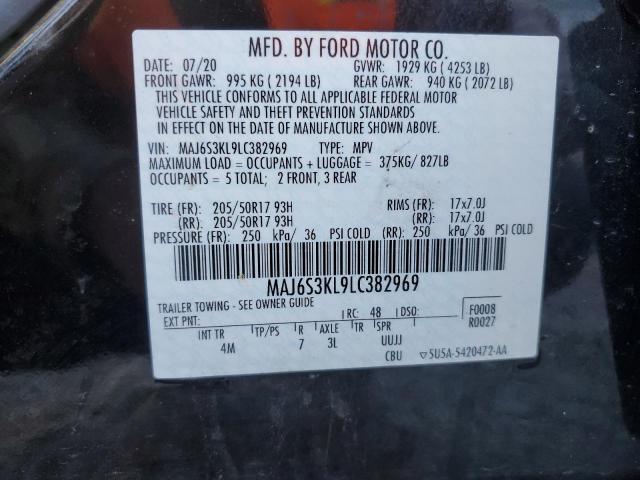 MFD. BY FORD MOTOR CO.
DATE: 07/20 GVWR: 1929 KG ( 4253 LB)
FRONT GAWR: 995 KG ( 2194 LB) REAR GAWR: 940 KG ( 2072 LB)
THIS VEHICLE CONFORMS TO ALL APPLICABLE FEDERAL MOTOR
VEHICLE SAFETY AND THEFT PREVENTION STANDARDS
IN EFFECT ON THE DATE OF MANUFACTURE SHOWN ABOVE.
VIN: MAJ6S3KL9LC382969 TYPE: MPV
MAXIMUM LOAD = OCCUPANTS + LUGGAGE = 375KG/ 827LB
OCCUPANTS = 5 TOTAL; 2 FRONT, 3 REAR
TIRE (FR): 205/50R17 93H RIMS (FR): 17x7.0J
(RR): 205/50R17 93H (RR): 17x7.0J
PRESSURE (FR): 250 kPa/ 36 PSI COLD (RR): 250 kPa/ 36 PSI COLD
MAJ6S3KL9LC382969
TRAILER TOWING - SEE OWNER GUIDE
EXT PNT: RC: 48 DSO: F0008
R0027
INT TR TP/PS R AXLE TR SPR
4M 7 3L UUJJ
CBU ▽5U5A-5420472-AA